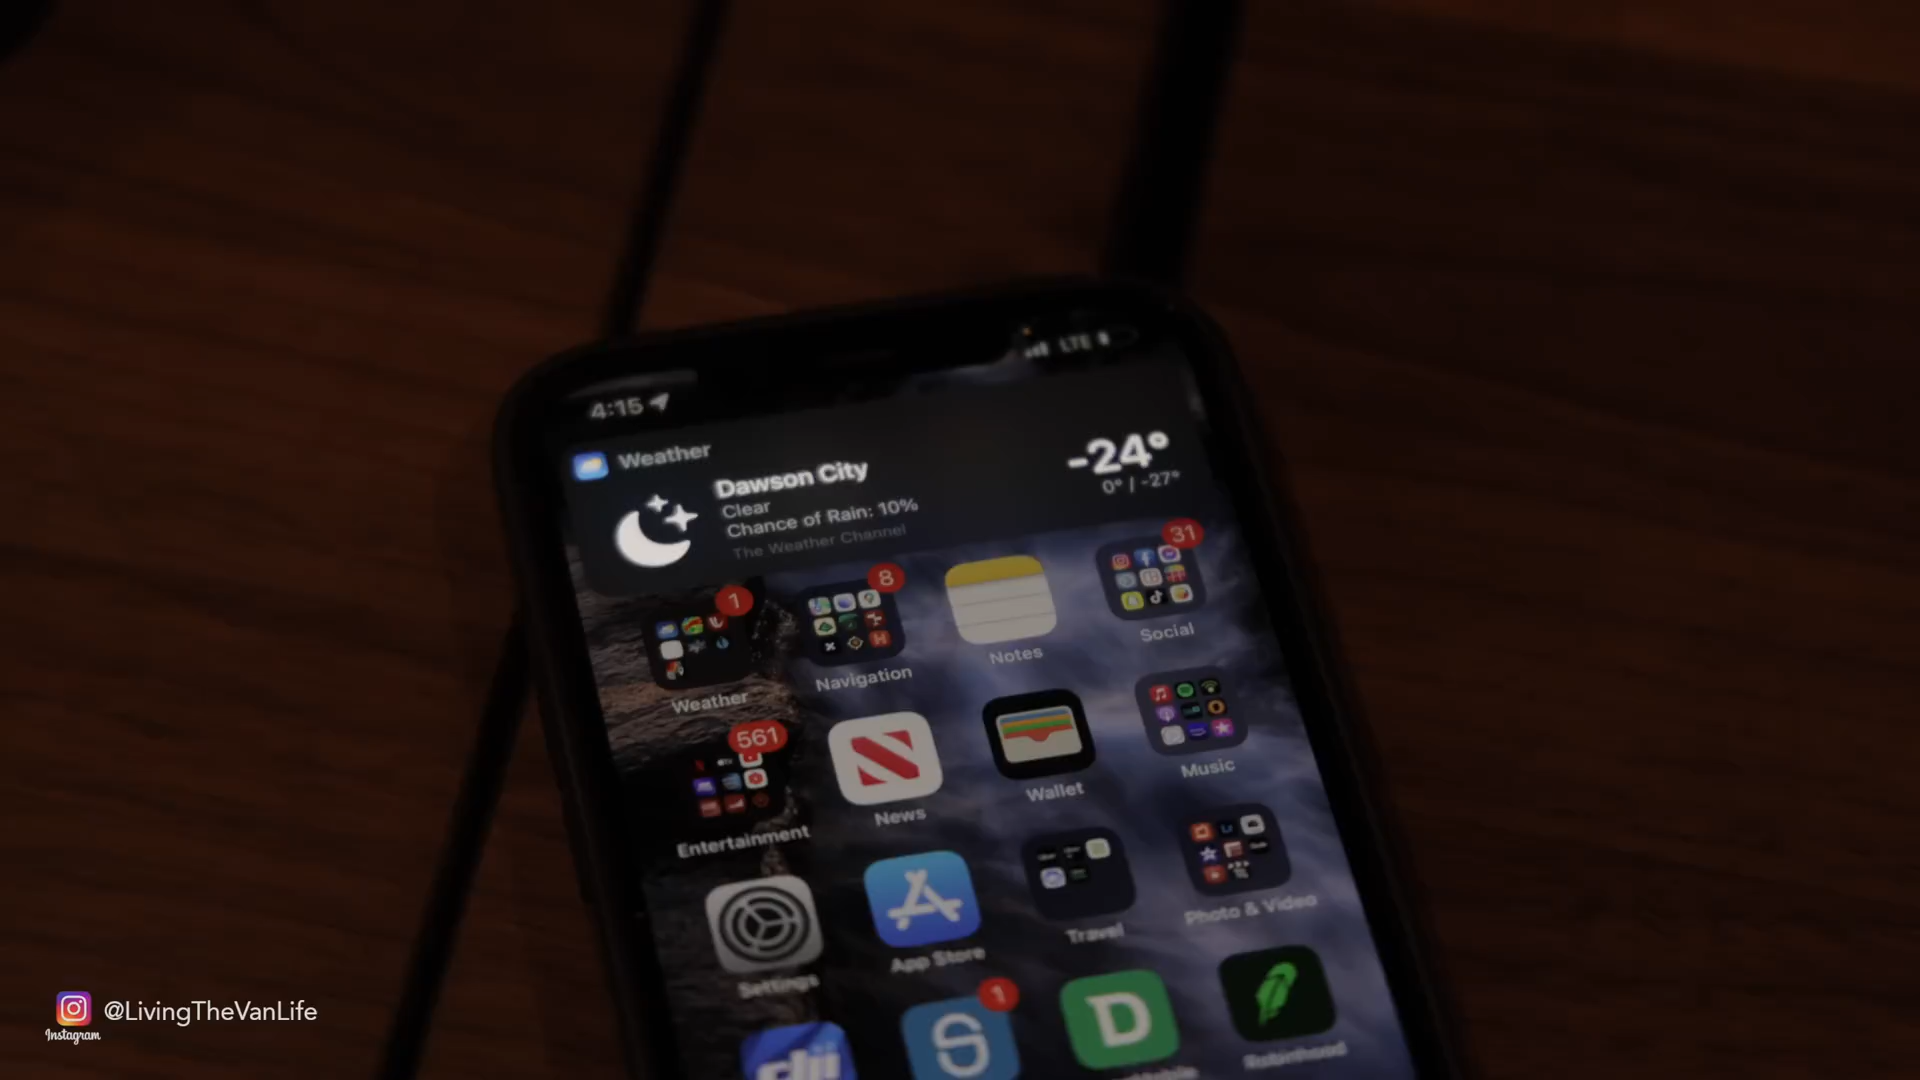 LTE
4:15
Weather
Dawson City
Clear
Chance of Rain: 10%
The Weather Channel
-24°
0° / -27°
1
8
31
Weather
Navigation
Notes
Social
561
Entertainment
News
Wallet
Music
Settings
App Store
Travel
Photo & Video
1
dji
S
D
Robinhood
Instagram
@LivingTheVanLife